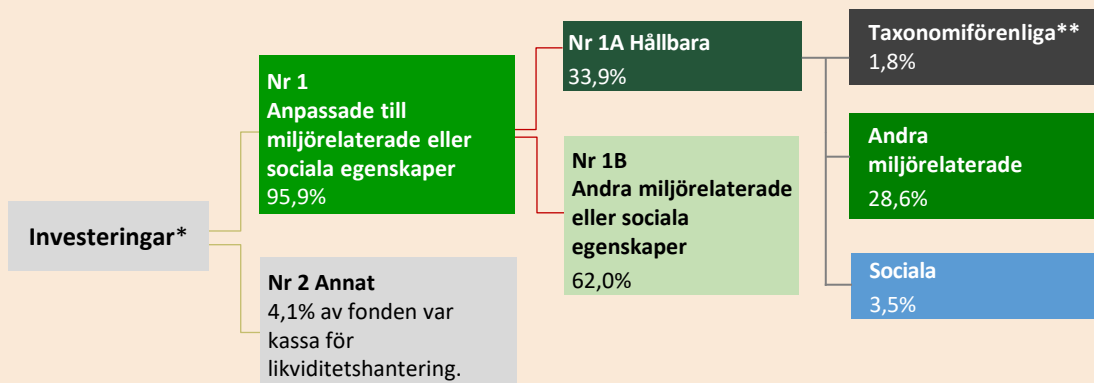 Investeringar*
Nr 1
Anpassade till
miljörelaterade eller
sociala egenskaper
95,9%
Nr 2 Annat
4,1% av fonden var
kassa för
likviditetshantering.
Nr 1A Hållbara
33,9%
Nr 1B
Andra miljörelaterade
eller sociala
egenskaper
62,0%
Taxonomiförenliga**
1,8%
Andra
miljörelaterade
28,6%
Sociala
3,5%